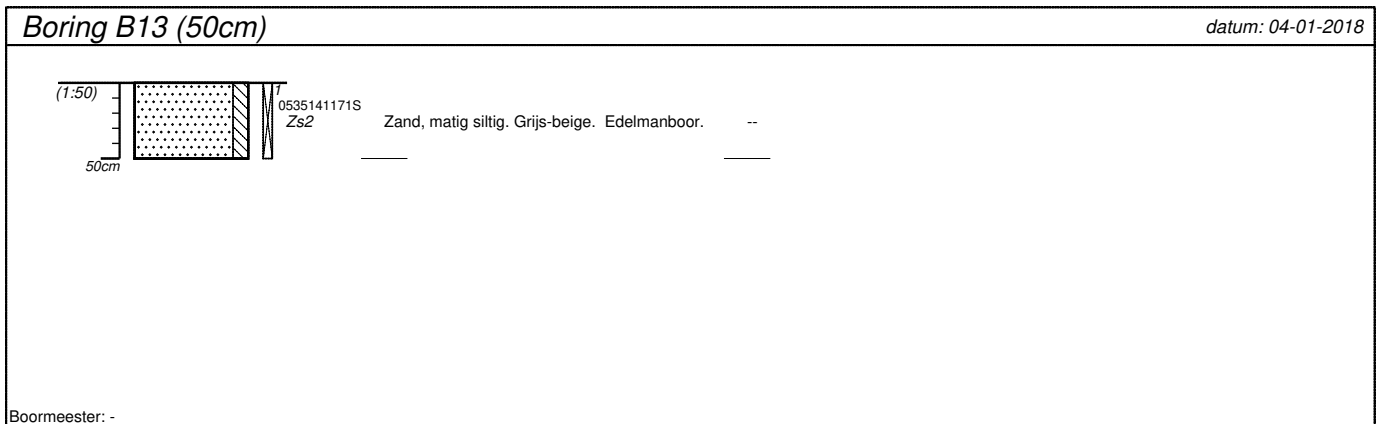 Boring B13 (50cm)
datum: 04-01-2018
(1:50)
1
0535141171S
Zs2 Zand, matig siltig. Grijs-beige. Edelmanboor. --
50cm
Boormeester: -